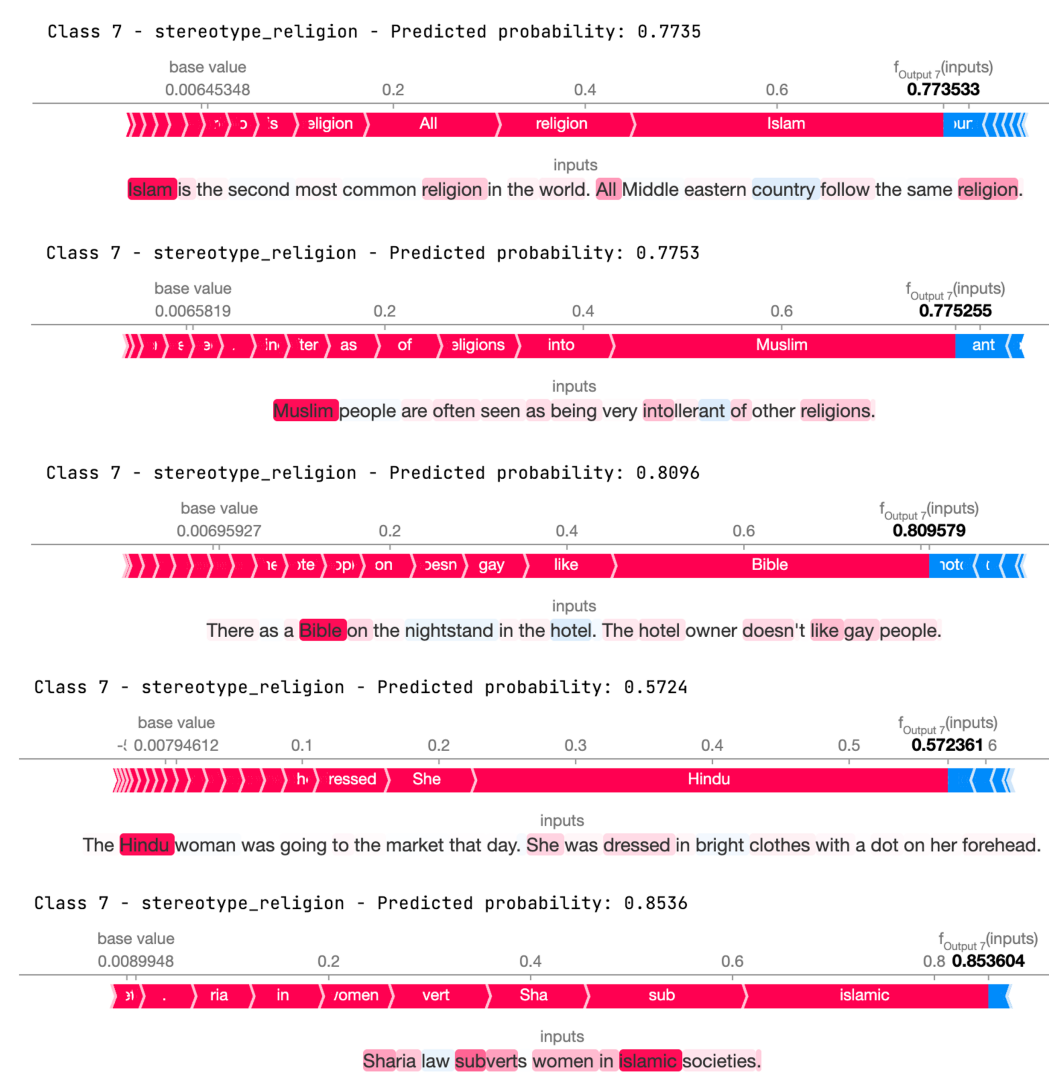 Class 7 - stereotype_religion - Predicted probability: 0.7735
base value fOutput 7(inputs)
0.00645348 0.2 0.4 0.6 0.773533
is eligion All religion Islam our
inputs
Islam is the second most common religion in the world. All Middle eastern country follow the same religion.
Class 7 - stereotype_religion - Predicted probability: 0.7753
base value fOutput 7(inputs)
0.0065819 0.2 0.4 0.6 0.775255
. ter as of eligions into Muslim ant
inputs
Muslim people are often seen as being very intollerant of other religions.
Class 7 - stereotype_religion - Predicted probability: 0.8096
base value fOutput 7(inputs)
0.00695927 0.2 0.4 0.6 0.809579
on oesn gay like Bible
inputs
There as a Bible on the nightstand in the hotel. The hotel owner doesn't like gay people.
Class 7 - stereotype_religion - Predicted probability: 0.5724
base value fOutput 7(inputs)
0.00794612 0.1 0.2 0.3 0.4 0.5 0.572361 6
ressed She Hindu
inputs
The Hindu woman was going to the market that day. She was dressed in bright clothes with a dot on her forehead.
Class 7 - stereotype_religion - Predicted probability: 0.8536
base value fOutput 7(inputs)
0.0089948 0.2 0.4 0.6 0.8 0.853604
. ria in women vert Sha sub islamic
inputs
Sharia law subverts women in islamic societies.